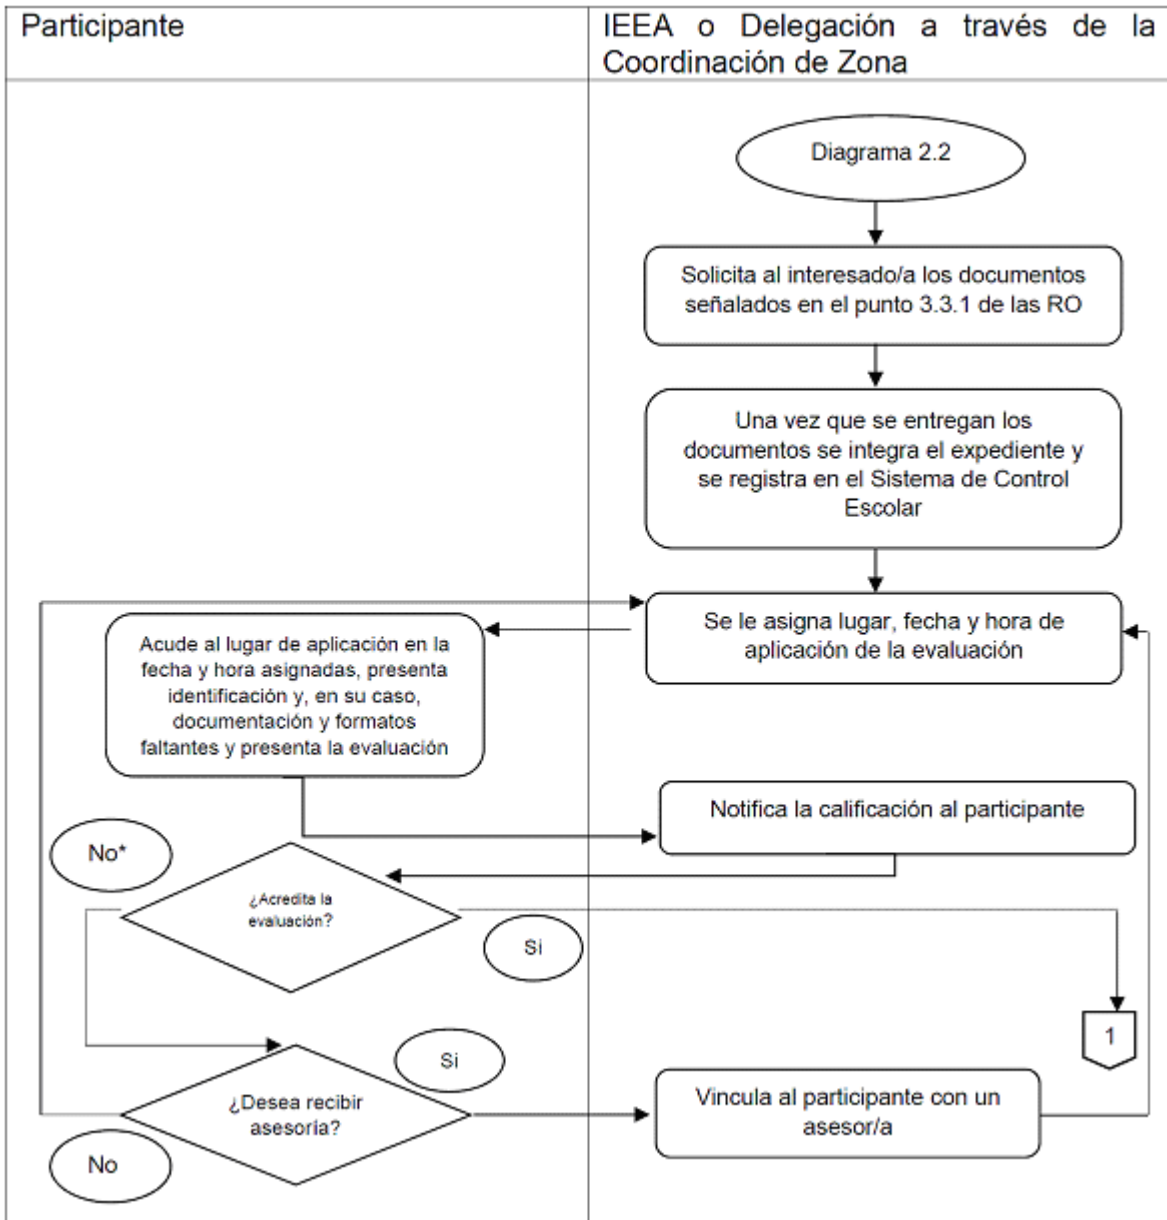 Participante
IEEA o Delegación a través de la
Coordinación de Zona
Diagrama 2.2
Solicita al interesado/a los documentos
señalados en el punto 3.3.1 de las RO
Una vez que se entregan los
documentos se integra el expediente y
se registra en el Sistema de Control
Escolar
Se le asigna lugar, fecha y hora de
aplicación de la evaluación
Acude al lugar de aplicación en la
fecha y hora asignadas, presenta
identificación y, en su caso,
documentación y formatos
faltantes y presenta la evaluación
Notifica la calificación al participante
No*
¿Acredita la
evaluación?
Si
1
Si
¿Desea recibir
asesoría?
No
Vincula al participante con un
asesor/a